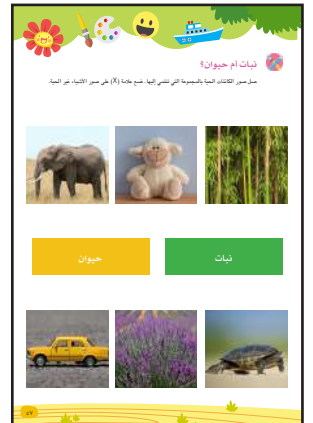 نبات أم حيوان؟
صل صور الكائنات الحية بالمجموعة التي تنتمي إليها. ضع علامة (X) على صور الأشياء غير الحية.
نبات
حيوان
٤٧